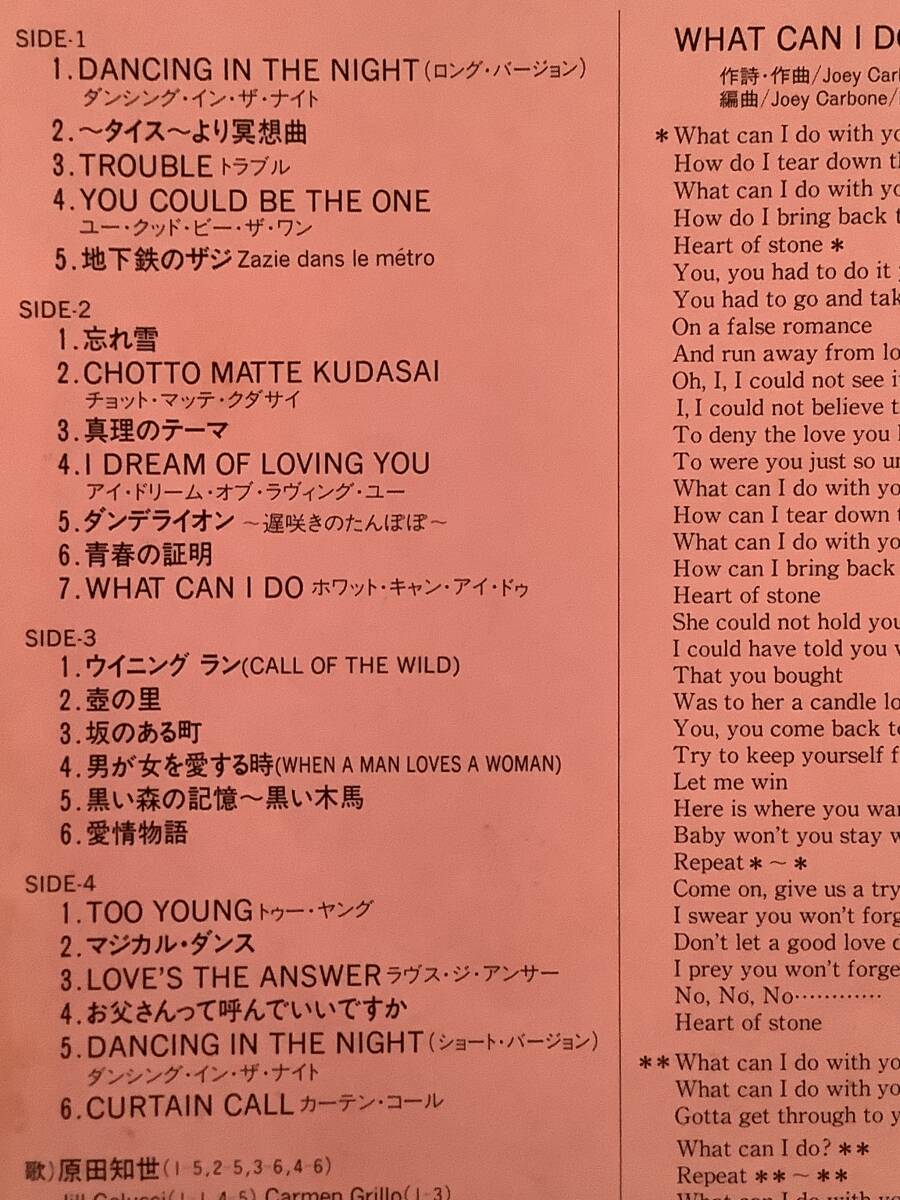 SIDE-1
1.DANCING IN THE NIGHT(ロング・バージョン)
ダンシング・イン・ザ・ナイト
2.～タイス～より冥想曲
3.TROUBLE トラブル
4.YOU COULD BE THE ONE
ユー・クッド・ビー・ザ・ワン
5.地下鉄のザジ Zazie dans le métro
SIDE-2
1.忘れ雪
2.CHOTTO MATTE KUDASAI
チョット・マッテ・クダサイ
3.真理のテーマ
4.I DREAM OF LOVING YOU
アイ・ドリーム・オブ・ラヴィング・ユー
5.ダンデライオン ～遅咲きのたんぽぽ～
6.青春の証明
7.WHAT CAN I DO ホワット・キャン・アイ・ドゥ
SIDE-3
1.ウイニング ラン(CALL OF THE WILD)
2.壺の里
3.坂のある町
4.男が女を愛する時(WHEN A MAN LOVES A WOMAN)
5.黒い森の記憶～黒い木馬
6.愛情物語
SIDE-4
1.TOO YOUNG トゥー・ヤング
2.マジカル・ダンス
3.LOVE'S THE ANSWER ラヴス・ジ・アンサー
4.お父さんって呼んでいいですか
5.DANCING IN THE NIGHT(ショート・バージョン)
ダンシング・イン・ザ・ナイト
6.CURTAIN CALL カーテン・コール
歌)原田知世(1-5,2-5,3-6,4-6)
Carmen Grillo(1-3)
WHAT CAN I
作詩・作曲/Joey
編曲/Joey Carbone/
*What can I do with
How do I tear down
What can I do with
How do I bring back
Heart of stone *
You, you had to do it
You had to go and
On a false romance
And run away from
Oh, I, I could not see
I, I could not believe
To deny the love you
To were you just so
What can I do with
How can I tear down
What can I do with
How can I bring back
Heart of stone
She could not hold
I could have told you
That you bought
Was to her a candle
You, you come back
Try to keep yourself
Let me win
Here is where you
Baby won't you stay
Repeat * ~ *
Come on, give us a try
I swear you won't
Don't let a good love
I prey you won't
No, No, No…………
Heart of stone
**What can I do with
What can I do with
Gotta get through to
What can I do? **
Repeat ** ~ **